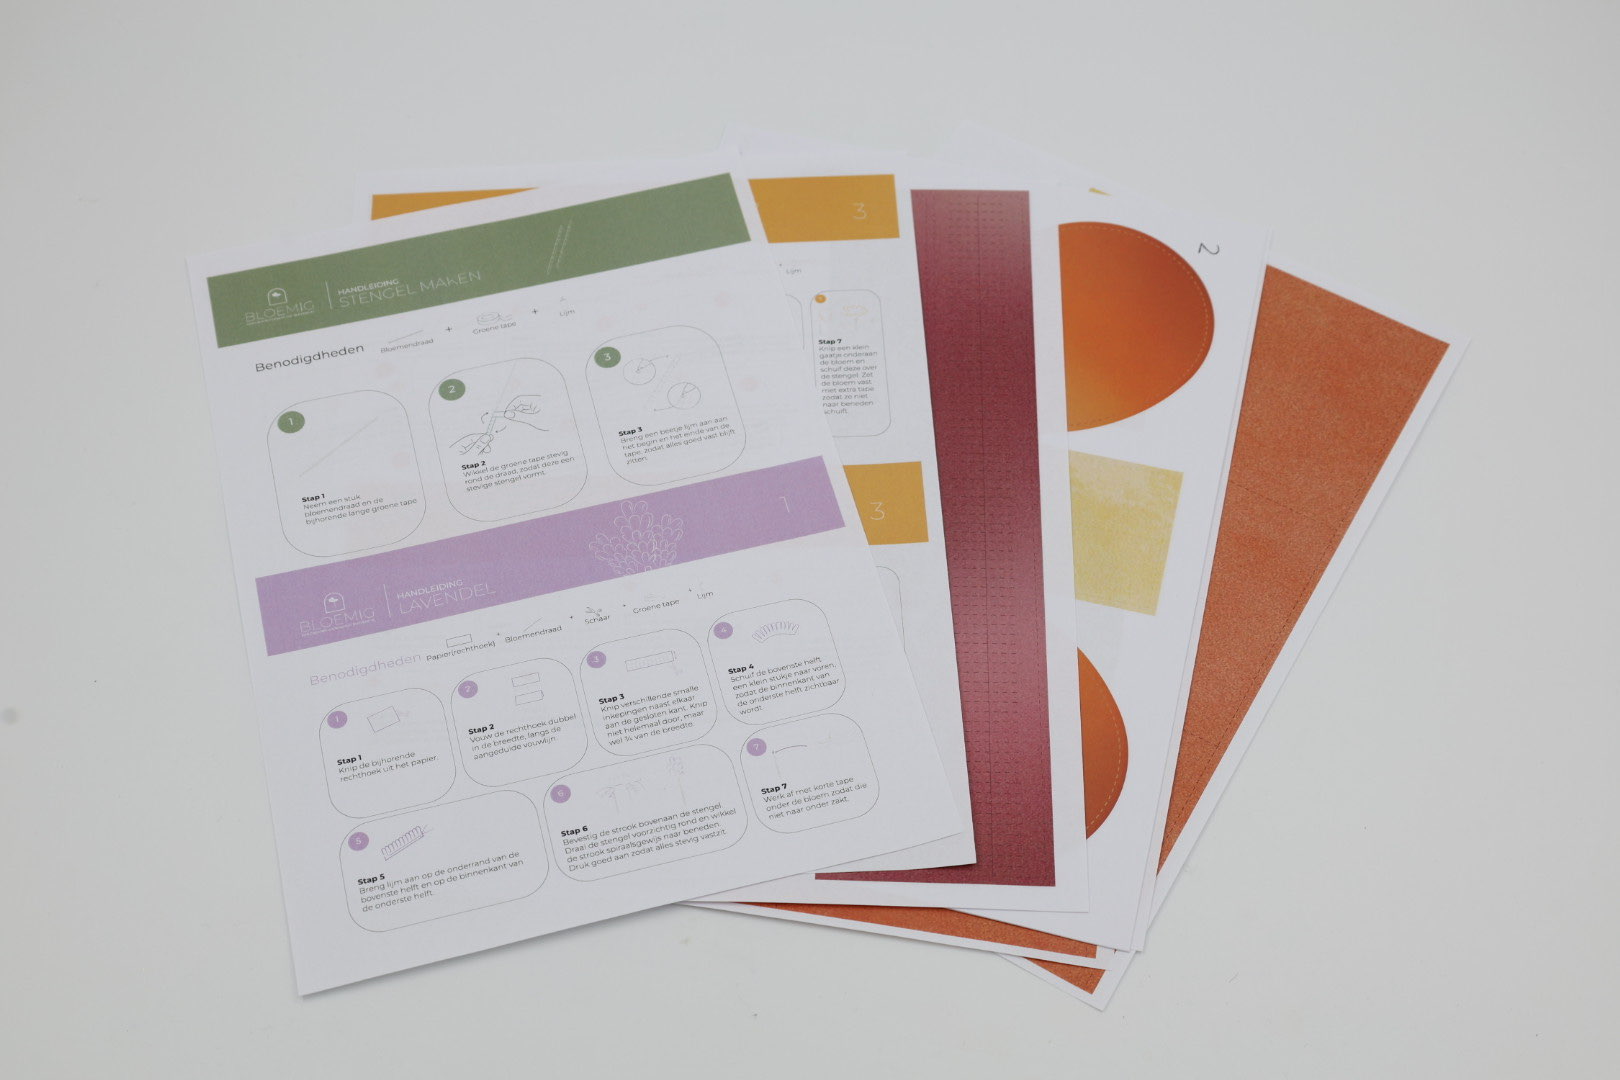 BLOEMIG
HANDLEIDING
STENGEL MAKEN
Benodigdheden
Bloemendraad
+
Groene tape
+
Lijm
1
Stap 1
Neem een stuk
bloemendraad en de
bijhorende lange groene tape
2
Stap 2
Wikkel de groene tape stevig
rond de draad, zodat deze een
stevige stengel vormt.
3
Stap 3
Breng een beetje lijm aan aan
het begin en het einde van de
tape, zodat alles goed vast blijft
zitten.
BLOEMIG
HANDLEIDING
LAVENDEL
1
Benodigdheden
Papier(rechthoek)
+
Bloemendraad
+
Schaar
+
Groene tape
+
Lijm
1
Stap 1
Knip de bijhorende
rechthoek uit het papier.
2
Stap 2
Vouw de rechthoek dubbel
in de breedte, langs de
aangeduide vouwlijn.
3
Stap 3
Knip verschillende smalle
inkepingen naast elkaar
aan de gesloten kant. Knip
niet helemaal door, maar
wel ¾ van de breedte.
4
Stap 4
Schuif de bovenste helft
een klein stukje naar voren,
zodat de binnenkant van
de onderste helft zichtbaar
wordt.
5
Stap 5
Breng lijm aan op de onderrand van de
bovenste helft en op de binnenkant van
de onderste helft.
6
Stap 6
Bevestig de strook bovenaan de stengel.
Draai de stengel voorzichtig rond en wikkel
de strook spiraalsgewijs naar beneden.
Druk goed aan zodat alles stevig vastzit.
7
Stap 7
Werk af met korte tape
onder de bloem zodat die
niet naar onder zakt.
3
Lijm
Stap 7
Knip een klein
gaatje onderaan
de bloem en
schuif deze over
de stengel. Zet
de bloem vast
met extra tape
zodat ze niet
naar beneden
schuift.
3
2